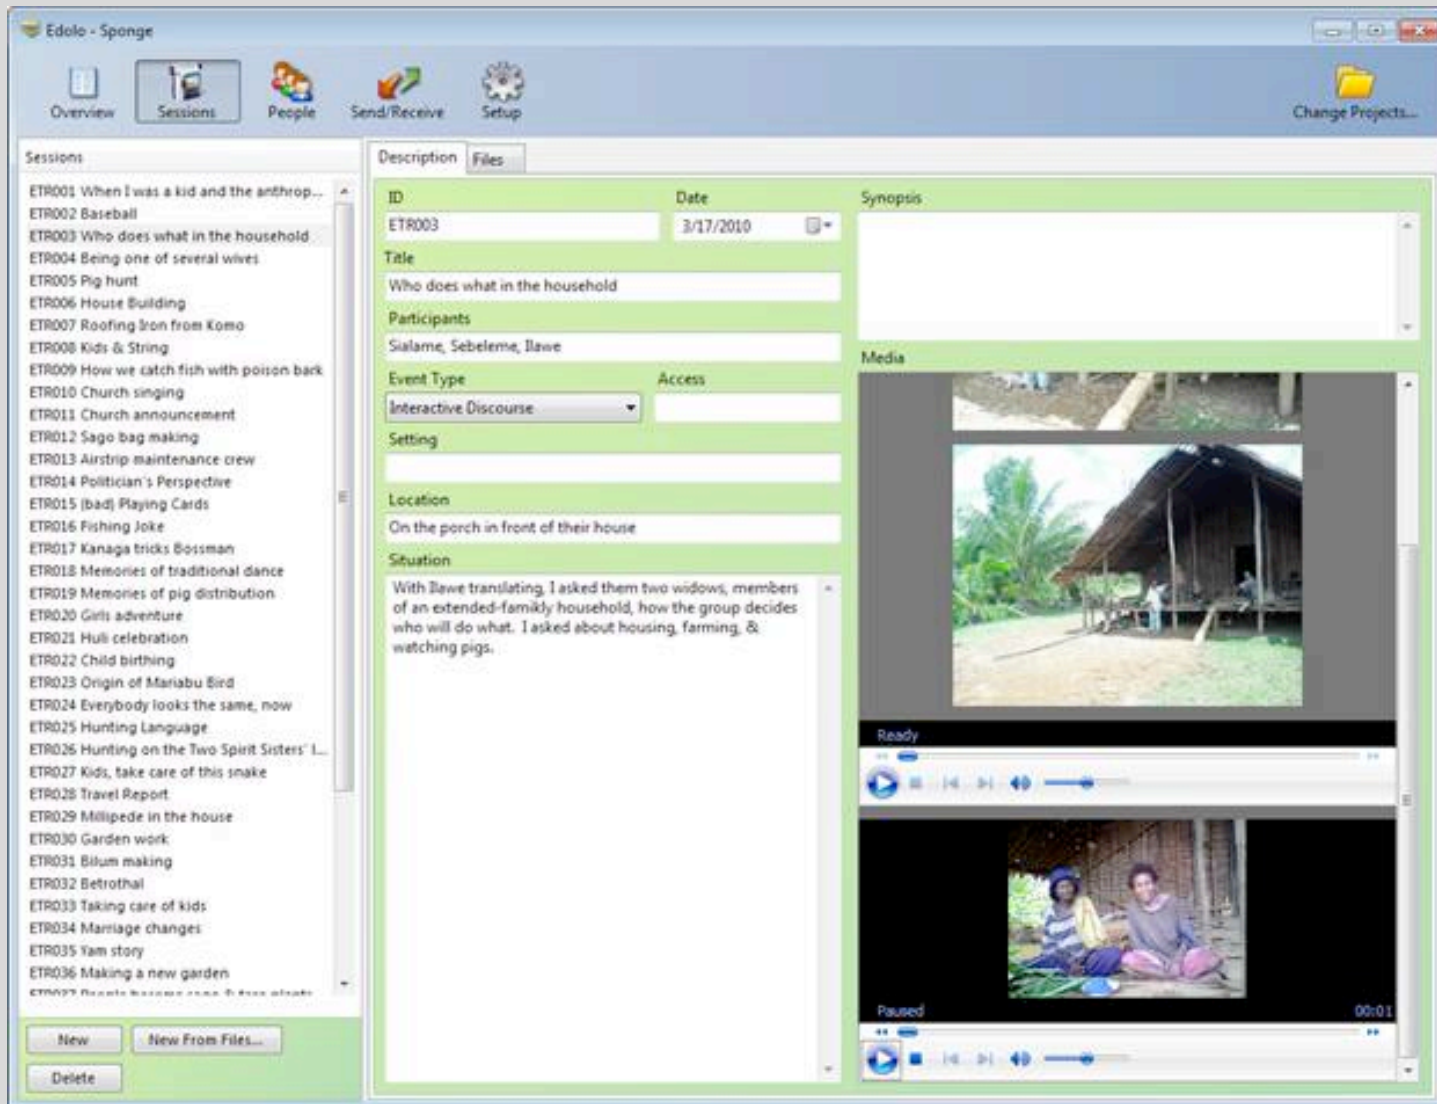 Edolo - Sponge
Overview
Sessions
People
Send/Receive
Setup
Change Projects...
Sessions
ETR001 When I was a kid and the anthrop...
ETR002 Baseball
ETR003 Who does what in the household
ETR004 Being one of several wives
ETR005 Pig hunt
ETR006 House Building
ETR007 Roofing Iron from Komo
ETR008 Kids & String
ETR009 How we catch fish with poison bark
ETR010 Church singing
ETR011 Church announcement
ETR012 Sago bag making
ETR013 Airstrip maintenance crew
ETR014 Politician's Perspective
ETR015 (bad) Playing Cards
ETR016 Fishing Joke
ETR017 Kanaga tricks Bossman
ETR018 Memories of traditional dance
ETR019 Memories of pig distribution
ETR020 Girls adventure
ETR021 Huli celebration
ETR022 Child birthing
ETR023 Origin of Mariabu Bird
ETR024 Everybody looks the same, now
ETR025 Hunting Language
ETR026 Hunting on the Two Spirit Sisters' l...
ETR027 Kids, take care of this snake
ETR028 Travel Report
ETR029 Millipede in the house
ETR030 Garden work
ETR031 Bilum making
ETR032 Betrothal
ETR033 Taking care of kids
ETR034 Marriage changes
ETR035 Yam story
ETR036 Making a new garden
New
New From Files...
Delete
Description
Files
ID
Date
ETR003
3/17/2010
Title
Who does what in the household
Participants
Sialame, Sebeleme, Ilawe
Event Type
Access
Interactive Discourse
Setting
Location
On the porch in front of their house
Situation
With Ilawe translating, I asked them two widows, members
of an extended-famikly household, how the group decides
who will do what. I asked about housing, farming, &
watching pigs.
Synopsis
Media
Ready
Paused
00:01